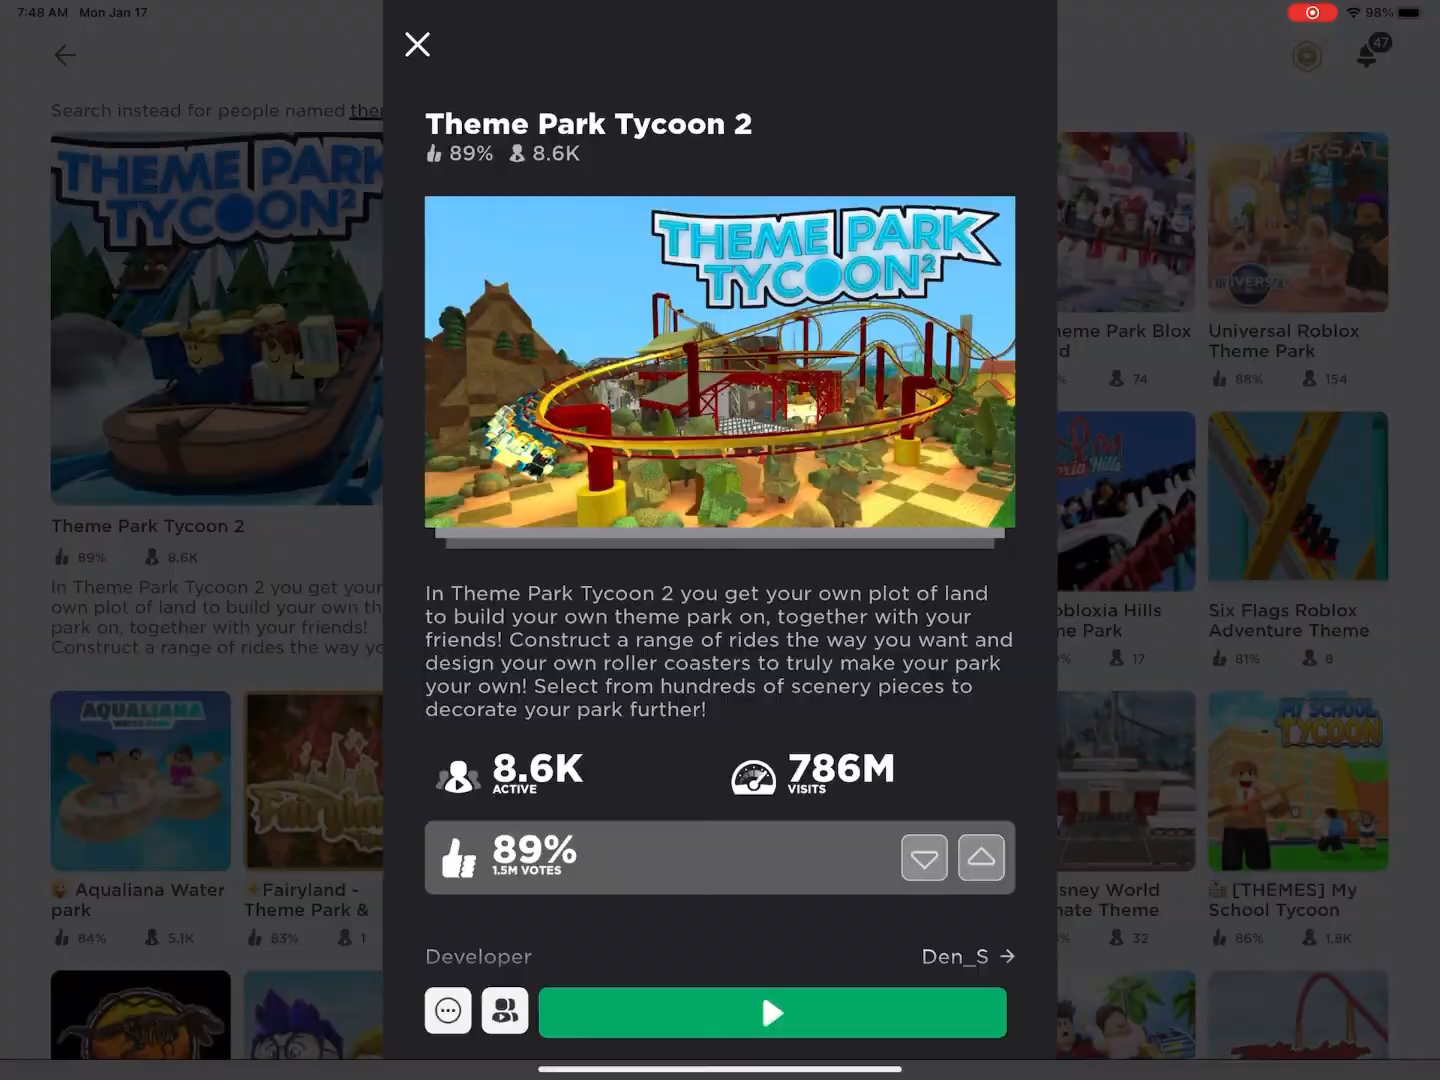 7:48 AM Mon Jan 17
98%
47
Search instead for people named
THEME PARK
TYCOON²
Theme Park Tycoon 2
89% 8.6K
In Theme Park Tycoon 2 you get your
own plot of land to build your own
park on, together with your friends!
Construct a range of rides the way
AQUALIANA
WATER PARK
Aqualiana Water
park
84% 5.1K
Fairyland -
Theme Park &
83% 1
Theme Park Tycoon 2
89% 8.6K
THEME PARK
TYCOON²
In Theme Park Tycoon 2 you get your own plot of land
to build your own theme park on, together with your
friends! Construct a range of rides the way you want and
design your own roller coasters to truly make your park
your own! Select from hundreds of scenery pieces to
decorate your park further!
8.6K
ACTIVE
786M
VISITS
89%
1.5M VOTES
Developer
Den_S
eme Park Blox
d
74
Universal Roblox
Theme Park
88% 154
Hills
obloxia Hills
ne Park
17
Six Flags Roblox
Adventure Theme
81% 8
sney World
nate Theme
32
MY SCHOOL
TYCOON
[THEMES] My
School Tycoon
86% 1.8K